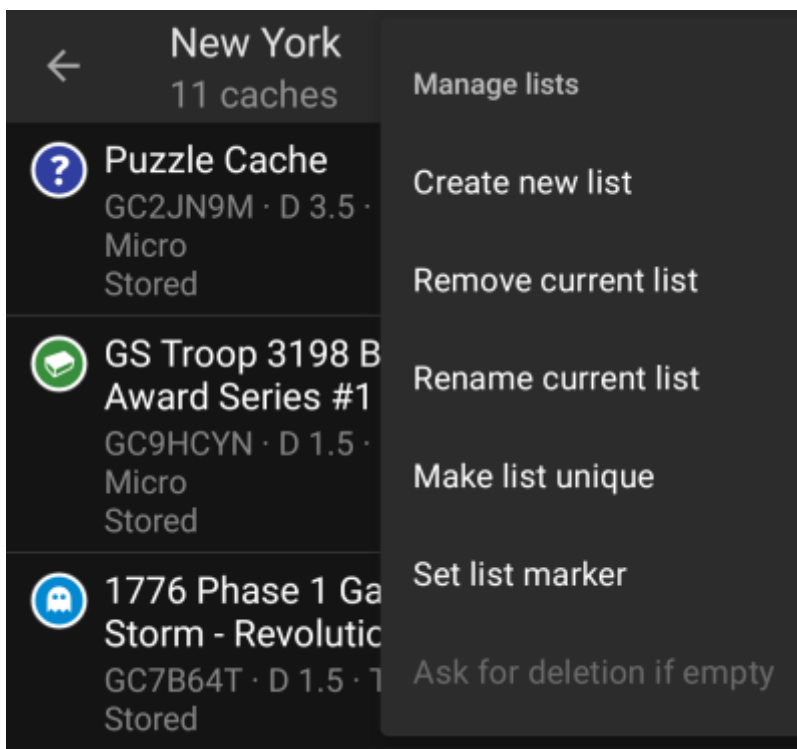 New York
11 caches
Puzzle Cache
GC2JN9M · D 3.5 ·
Micro
Stored
GS Troop 3198 B
Award Series #1
GC9HCYN · D 1.5 ·
Micro
Stored
1776 Phase 1 Ga
Storm - Revolutic
GC7B64T · D 1.5 · T
Stored
Manage lists
Create new list
Remove current list
Rename current list
Make list unique
Set list marker
Ask for deletion if empty